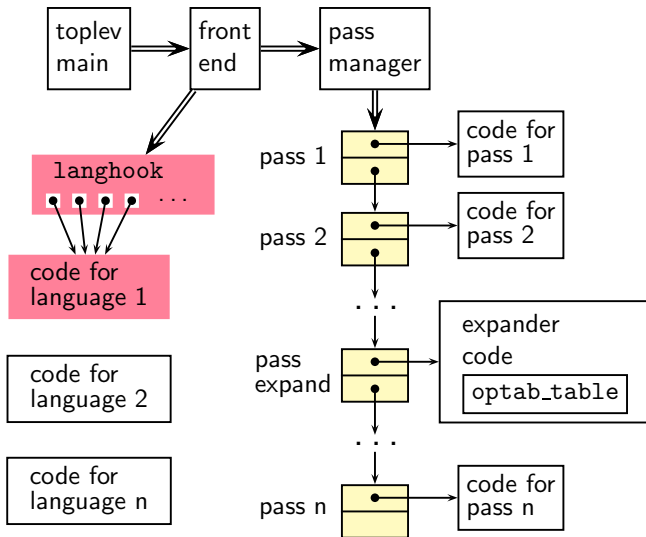 toplev
main
front
end
pass
manager
langhook
. . .
code for
language 1
code for
language 2
code for
language n
pass 1
code for
pass 1
pass 2
code for
pass 2
. . .
pass
expand
expander
code
optab_table
. . .
pass n
code for
pass n